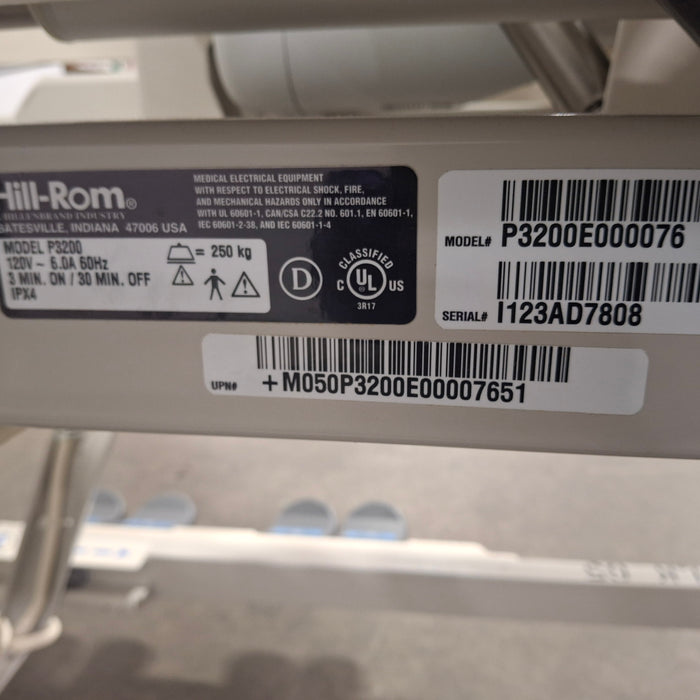 Hill-Rom®
A HILLENBRAND INDUSTRY
BATESVILLE, INDIANA 47006 USA
MEDICAL ELECTRICAL EQUIPMENT
WITH RESPECT TO ELECTRICAL SHOCK, FIRE,
AND MECHANICAL HAZARDS ONLY IN ACCORDANCE
WITH UL 60601-1, CAN/CSA C22.2 NO. 601.1, EN 60601-1,
IEC 60601-2-38, AND IEC 60601-1-4
MODEL P3200
120V ~ 6.0A 60Hz
3 MIN. ON / 30 MIN. OFF
IPX4
= 250 kg
D
CLASSIFIED
C UL US
3R17
MODEL# P3200E000076
SERIAL# I123AD7808
UPN# +M050P3200E00007651